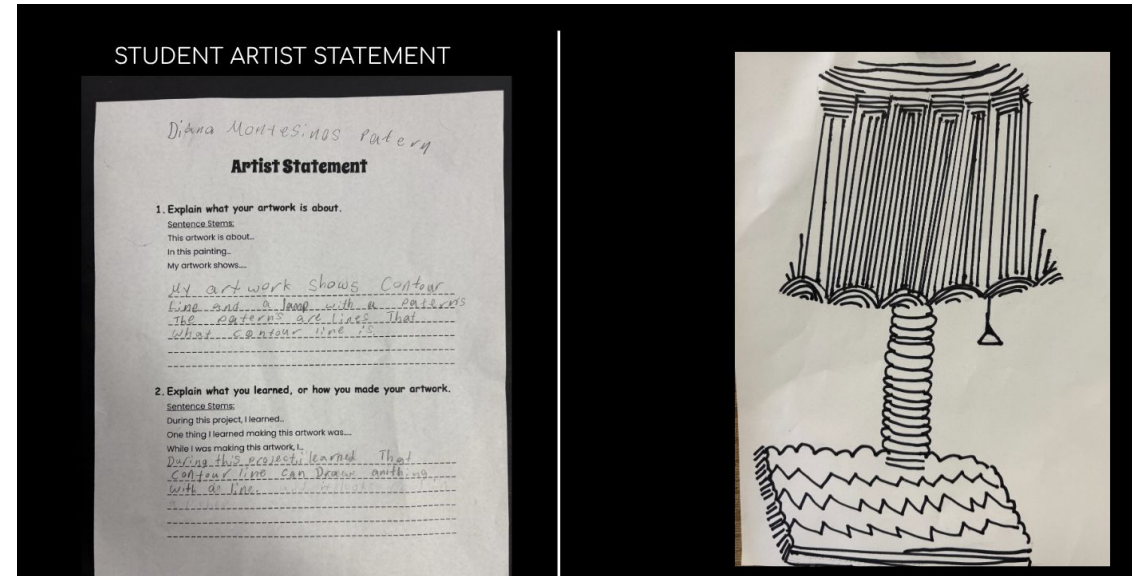 STUDENT ARTIST STATEMENT
Diana Montesinos Patern
Artist Statement
1. Explain what your artwork is about.
Sentence Stems:
This artwork is about...
In this painting...
My artwork shows....
My artwork shows Contour
Line and a lamp with a paterns
The paterns are lines That
what contour line is
2. Explain what you learned, or how you made your artwork.
Sentence Stems:
During this project, I learned...
One thing I learned making this artwork was....
While I was making this artwork, I...
During this project, i learned That
contour line can Draw anithing
with a line.